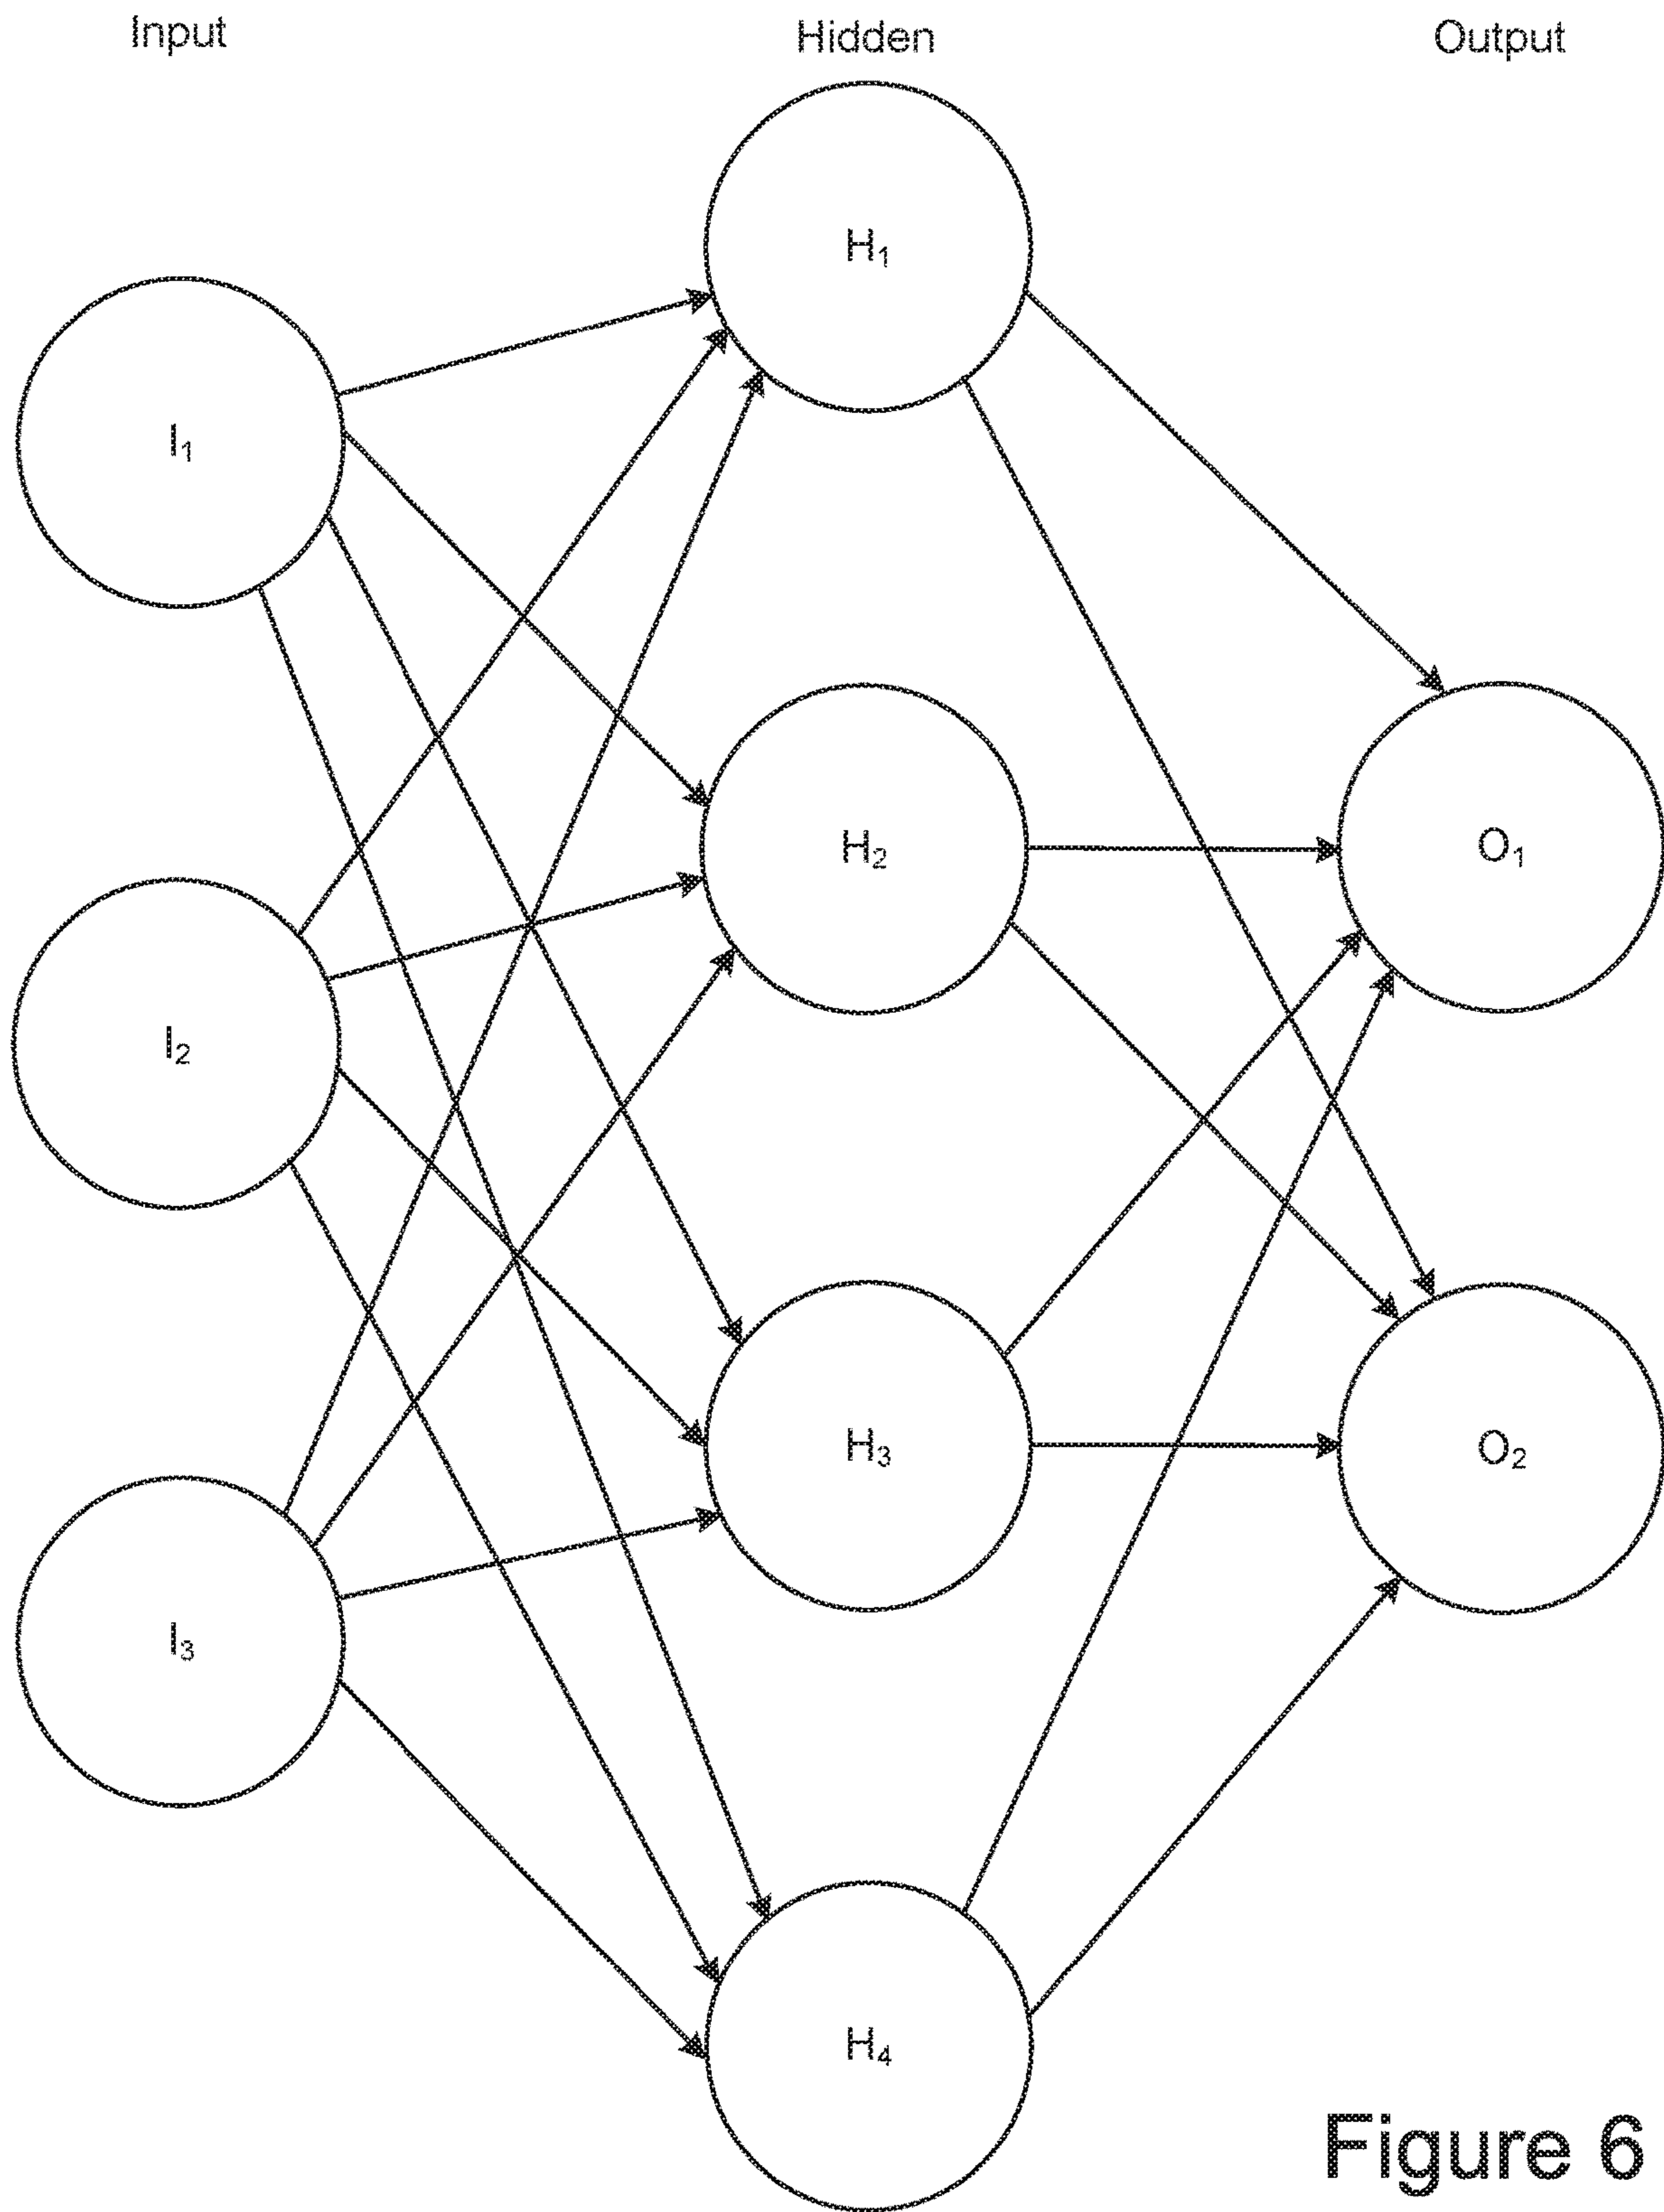 Input Hidden Output
H₁
I₁
H₂ O₁
I₂
H₃ O₂
I₃
H₄
Figure 6